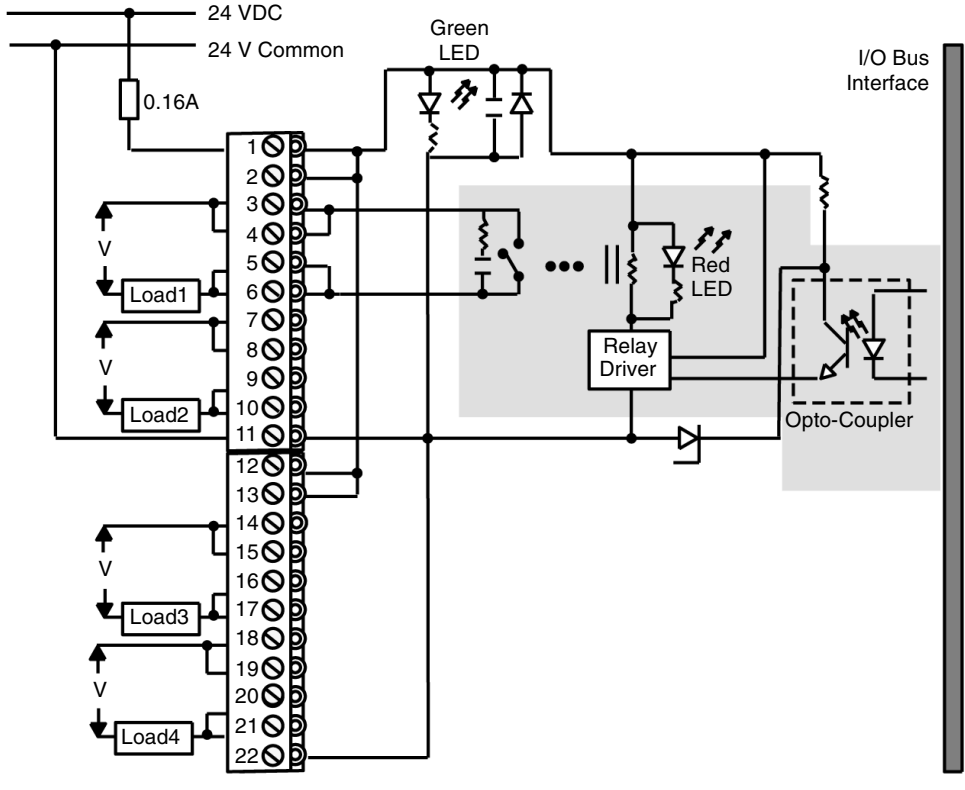 24 VDC
24 V Common
0.16A
Green
LED
I/O Bus
Interface
1
2
3
4
5
6
7
8
9
10
11
12
13
14
15
16
17
18
19
20
21
22
V
Load1
V
Load2
V
Load3
V
Load4
Red
LED
Relay
Driver
Opto-Coupler